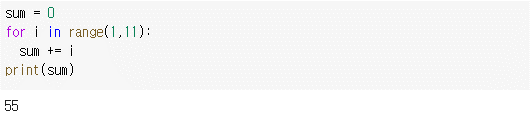 sum = 0
for i in range(1,11):
  sum += i
print(sum)
55